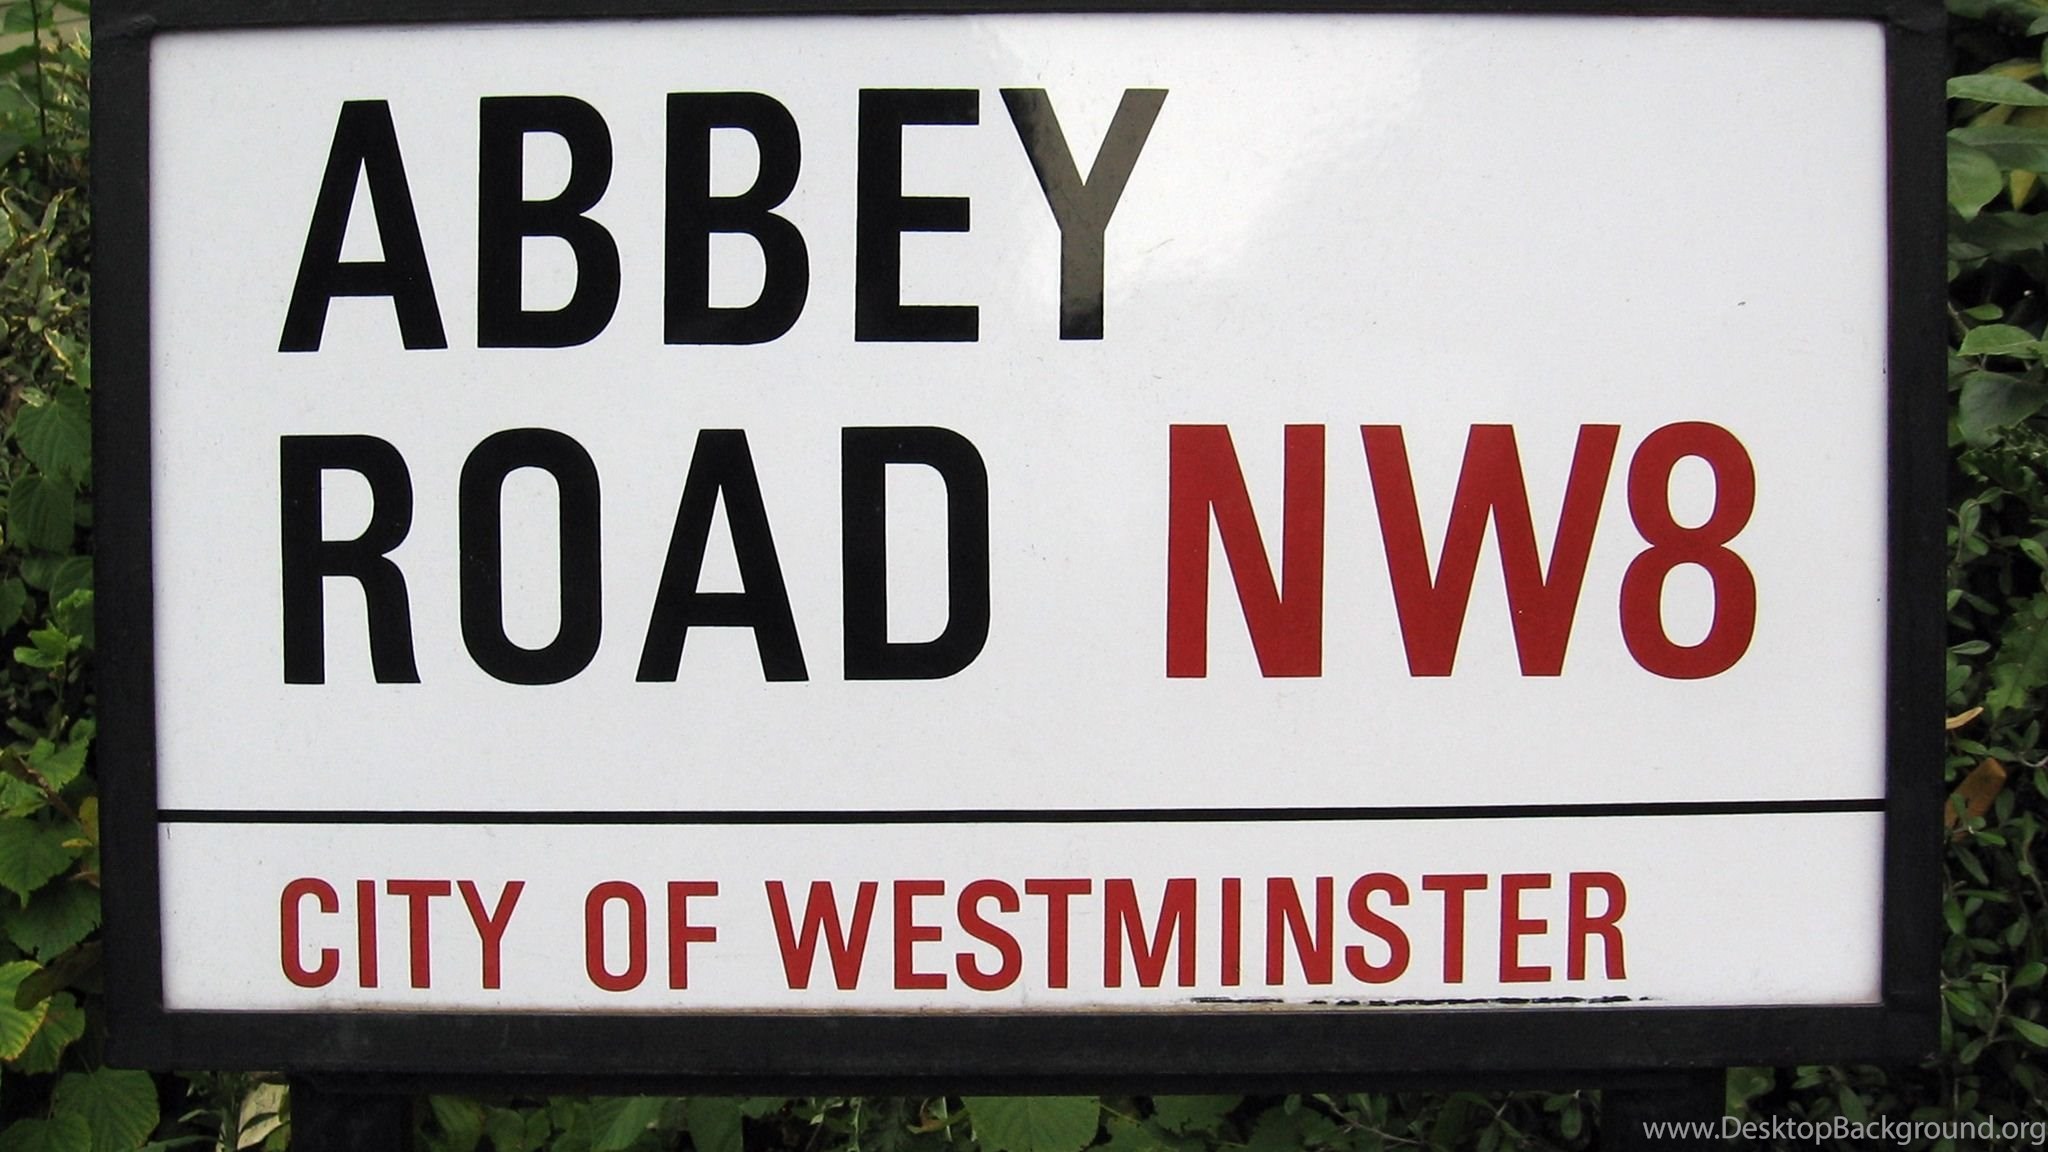 ABBEY
ROAD NW8
CITY OF WESTMINSTER
www.DesktopBackground.org